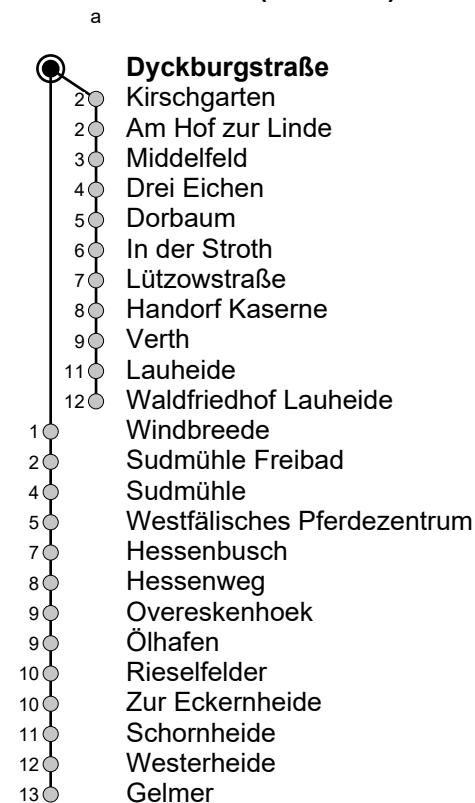 a
Dyckburgstraße
2 Kirschgarten
2 Am Hof zur Linde
3 Middelfeld
4 Drei Eichen
5 Dorbaum
6 In der Stroth
7 Lützowstraße
8 Handorf Kaserne
9 Verth
11 Lauheide
12 Waldfriedhof Lauheide
1 Windbreede
2 Sudmühle Freibad
4 Sudmühle
5 Westfälisches Pferdezentrum
7 Hessenbusch
8 Hessenweg
9 Overeskenhoek
9 Ölhafen
10 Rieselfelder
10 Zur Eckernheide
11 Schornheide
12 Westerheide
13 Gelmer